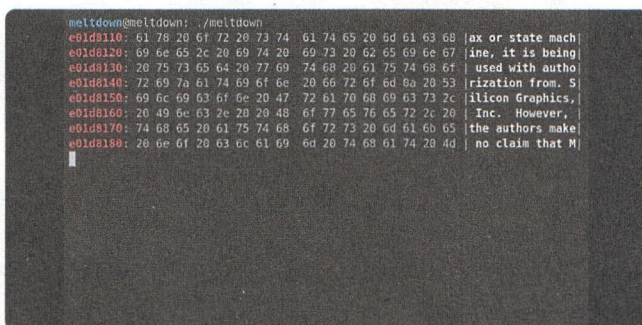 meltdown@meltdown: ./meltdown
e01d8110: 61 78 20 6f 72 20 73 74 61 74 65 20 6d 61 63 68 |ax or state mach|
e01d8120: 69 6e 65 2c 20 69 74 20 69 73 20 62 65 69 6e 67 |ine, it is being|
e01d8130: 20 75 73 65 64 20 77 69 74 68 20 61 75 74 68 6f | used with autho|
e01d8140: 72 69 7a 61 74 69 6f 6e 20 66 72 6f 6d 0a 20 53 |rization from. S|
e01d8150: 69 6c 69 63 6f 6e 20 47 72 61 70 68 69 63 73 2c |ilicon Graphics,|
e01d8160: 20 49 6e 63 2e 20 20 48 6f 77 65 76 65 72 2c 20 | Inc.  However, |
e01d8170: 74 68 65 20 61 75 74 68 6f 72 73 20 6d 61 6b 65 |the authors make|
e01d8180: 20 6e 6f 20 63 6c 61 69 6d 20 74 68 61 74 20 4d | no claim that M|